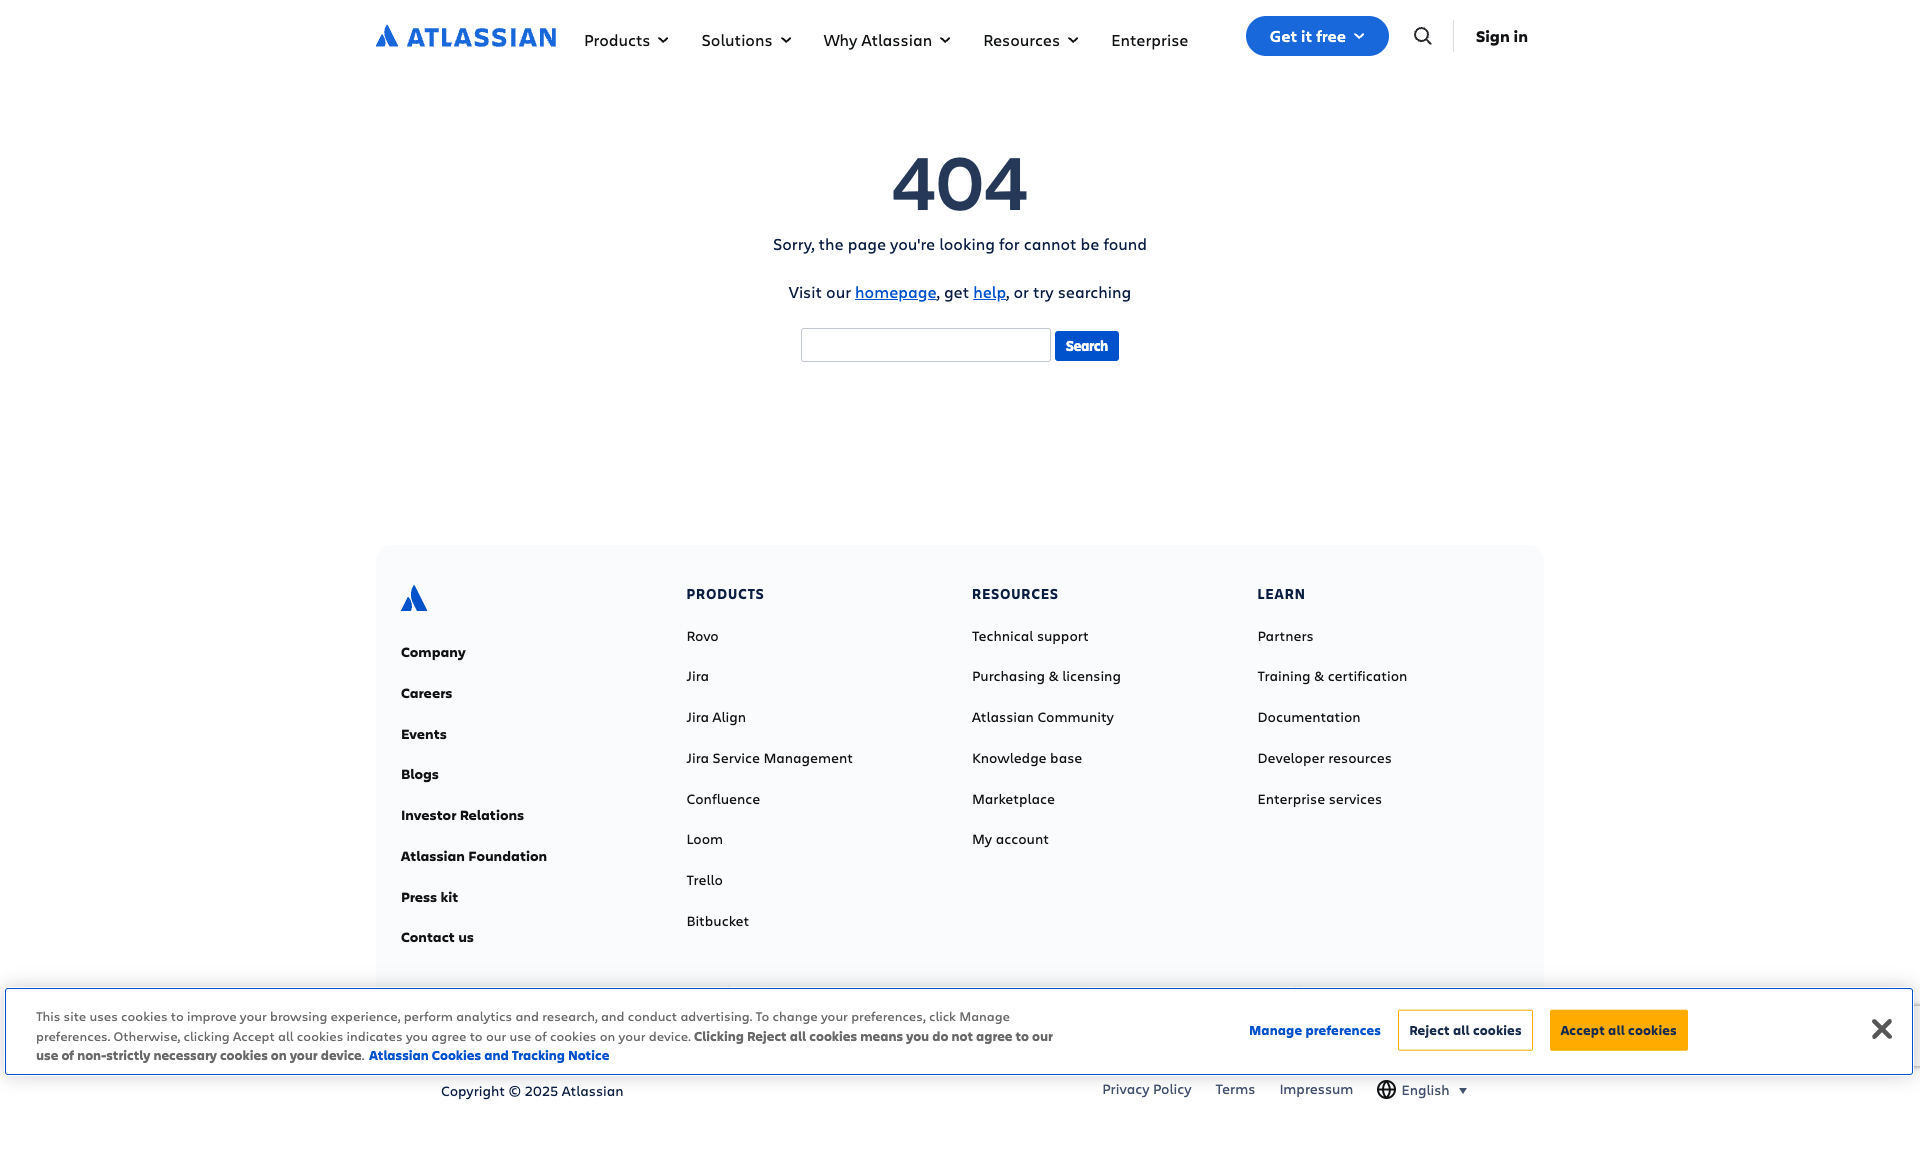 ATLASSIAN
Products
Solutions
Why Atlassian
Resources
Enterprise
Get it free
Sign in
404
Sorry, the page you're looking for cannot be found
Visit our homepage, get help, or try searching
Search
Company
Careers
Events
Blogs
Investor Relations
Atlassian Foundation
Press kit
Contact us
PRODUCTS
Rovo
Jira
Jira Align
Jira Service Management
Confluence
Loom
Trello
Bitbucket
RESOURCES
Technical support
Purchasing & licensing
Atlassian Community
Knowledge base
Marketplace
My account
LEARN
Partners
Training & certification
Documentation
Developer resources
Enterprise services
This site uses cookies to improve your browsing experience, perform analytics and research, and conduct advertising. To change your preferences, click Manage
preferences. Otherwise, clicking Accept all cookies indicates you agree to our use of cookies on your device. Clicking Reject all cookies means you do not agree to our
use of non-strictly necessary cookies on your device. Atlassian Cookies and Tracking Notice
Manage preferences
Reject all cookies
Accept all cookies
Copyright © 2025 Atlassian
Privacy Policy
Terms
Impressum
English